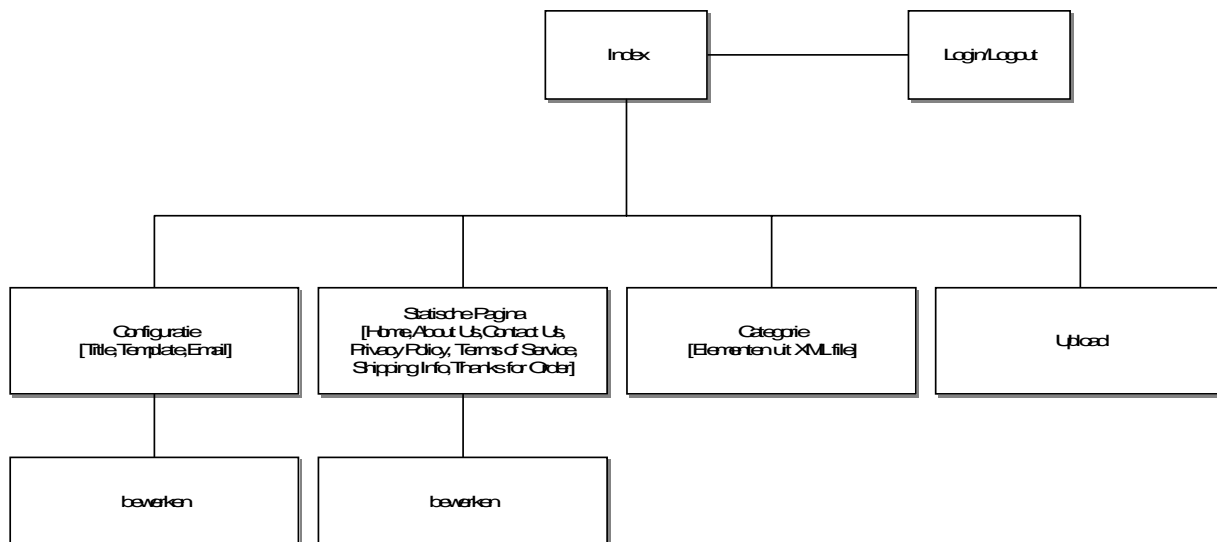 Index
Login/Logout
Configuratie
[Title,Template,Email]
Statische Pagina
[Home,About Us,Contact Us,
Privacy Policy, Terms of Service,
Shipping Info,Thanks for Order]
Categorie
[Elementen uit XML file]
Upload
bewerken
bewerken